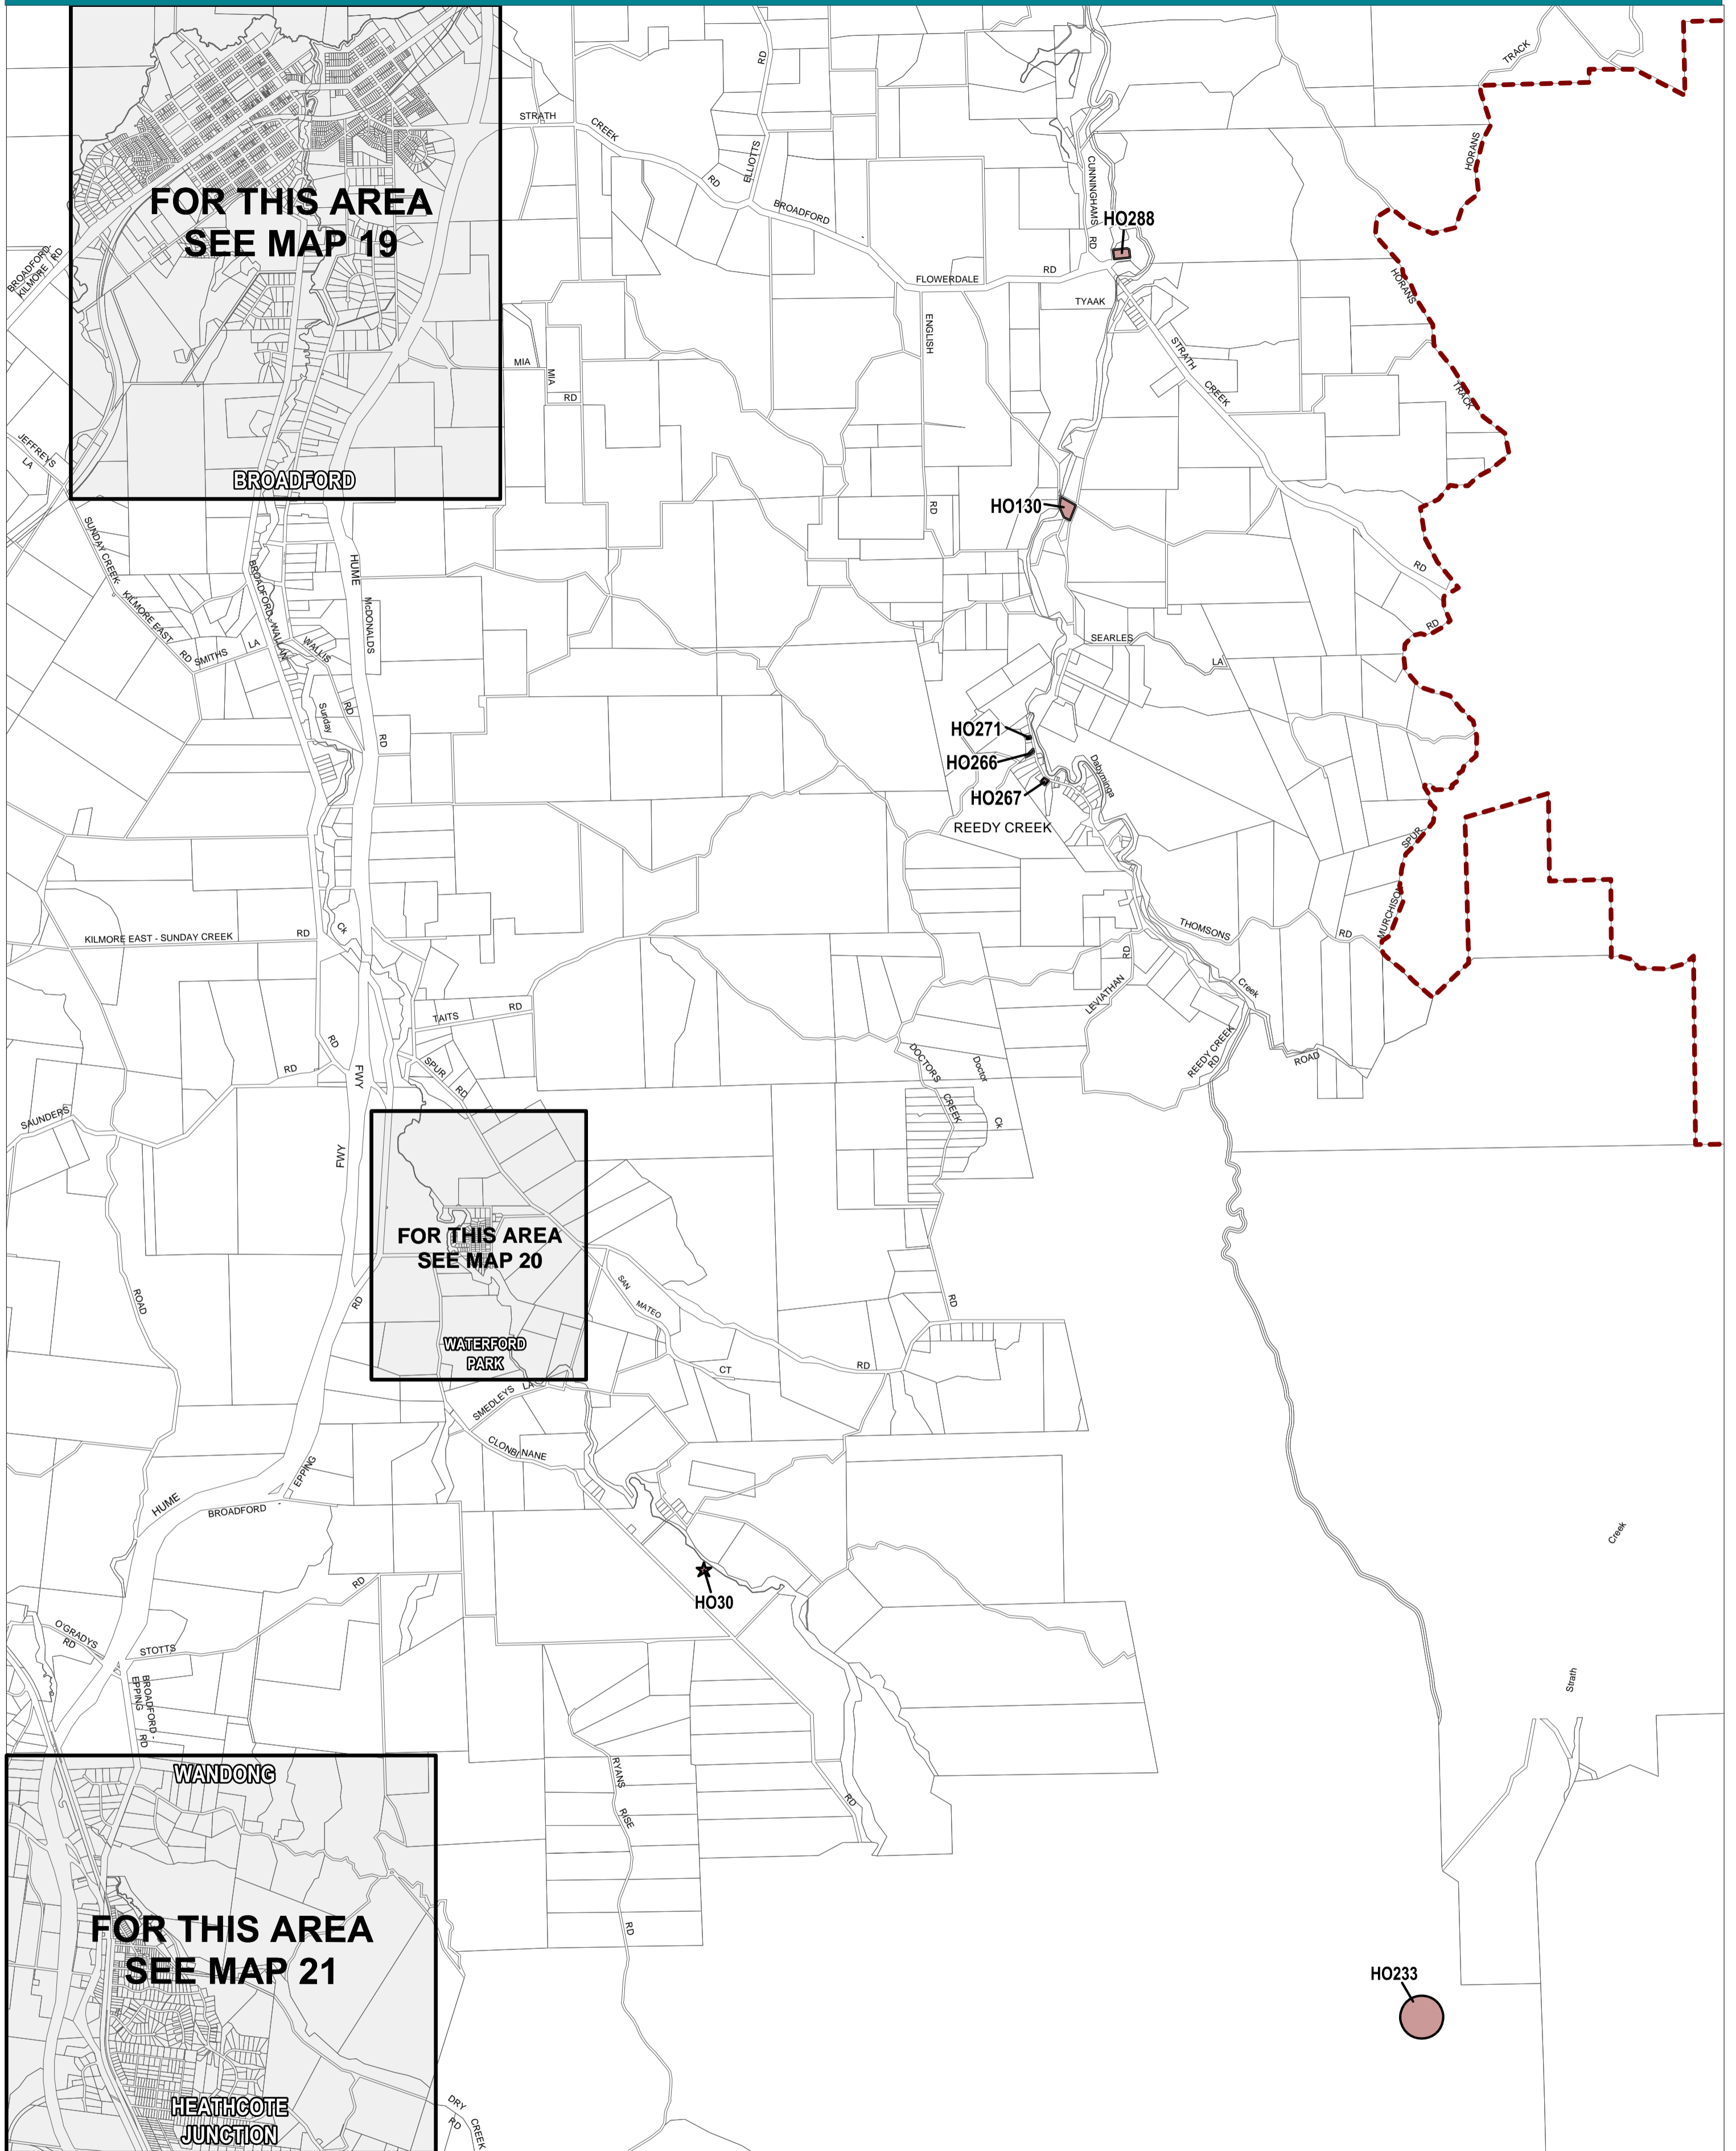 TRACK
RD
STRATH
CREEK
RD
ELLIOTTS
BROADFORD
-
FLOWERDALE
RD
CUNNINGHAMS
RD
HO288
HORANS
HORANS
TRACK
FOR THIS AREA
SEE MAP 19
BROADFORD-
KILMORE RD
BROADFORD
TYAAK
STRATH
CREEK
RD
ENGLISH
RD
MIA
MIA
RD
JEFFREYS
LA
HO130
SUNDAY CREEK-
KILMORE EAST
RD
SMITHS
LA
BROADFORD - WALLAN
WALLIS
RD
HUME
McDONALDS
RD
Sunday
Ck
SEARLES
LA
RD
HO271
HO266
HO267
REEDY CREEK
Dabyminga
Creek
SPUR
MURCHISON
THOMSONS
RD
KILMORE EAST - SUNDAY CREEK
RD
LEVIATHAN
RD
REEDY CREEK
RD
ROAD
TAITS
RD
RD
SPUR
RD
FWY
RD
SAUNDERS
FWY
DOCTORS
CREEK
RD
Doctor
Ck
FOR THIS AREA
SEE MAP 20
WATERFORD
PARK
ROAD
RD
SAN
MATEO
CT
RD
SMEDLEYS
LA
CLONBINANE
EPPING
HUME
BROADFORD
-
HO30
Creek
Strath
RD
O'GRADYS
RD
STOTTS
BROADFORD -
EPPING
RD
RYANS
RISE
RD
RD
WANDONG
FOR THIS AREA
SEE MAP 21
HEATHCOTE
JUNCTION
DRY
CREEK
RD
HO233